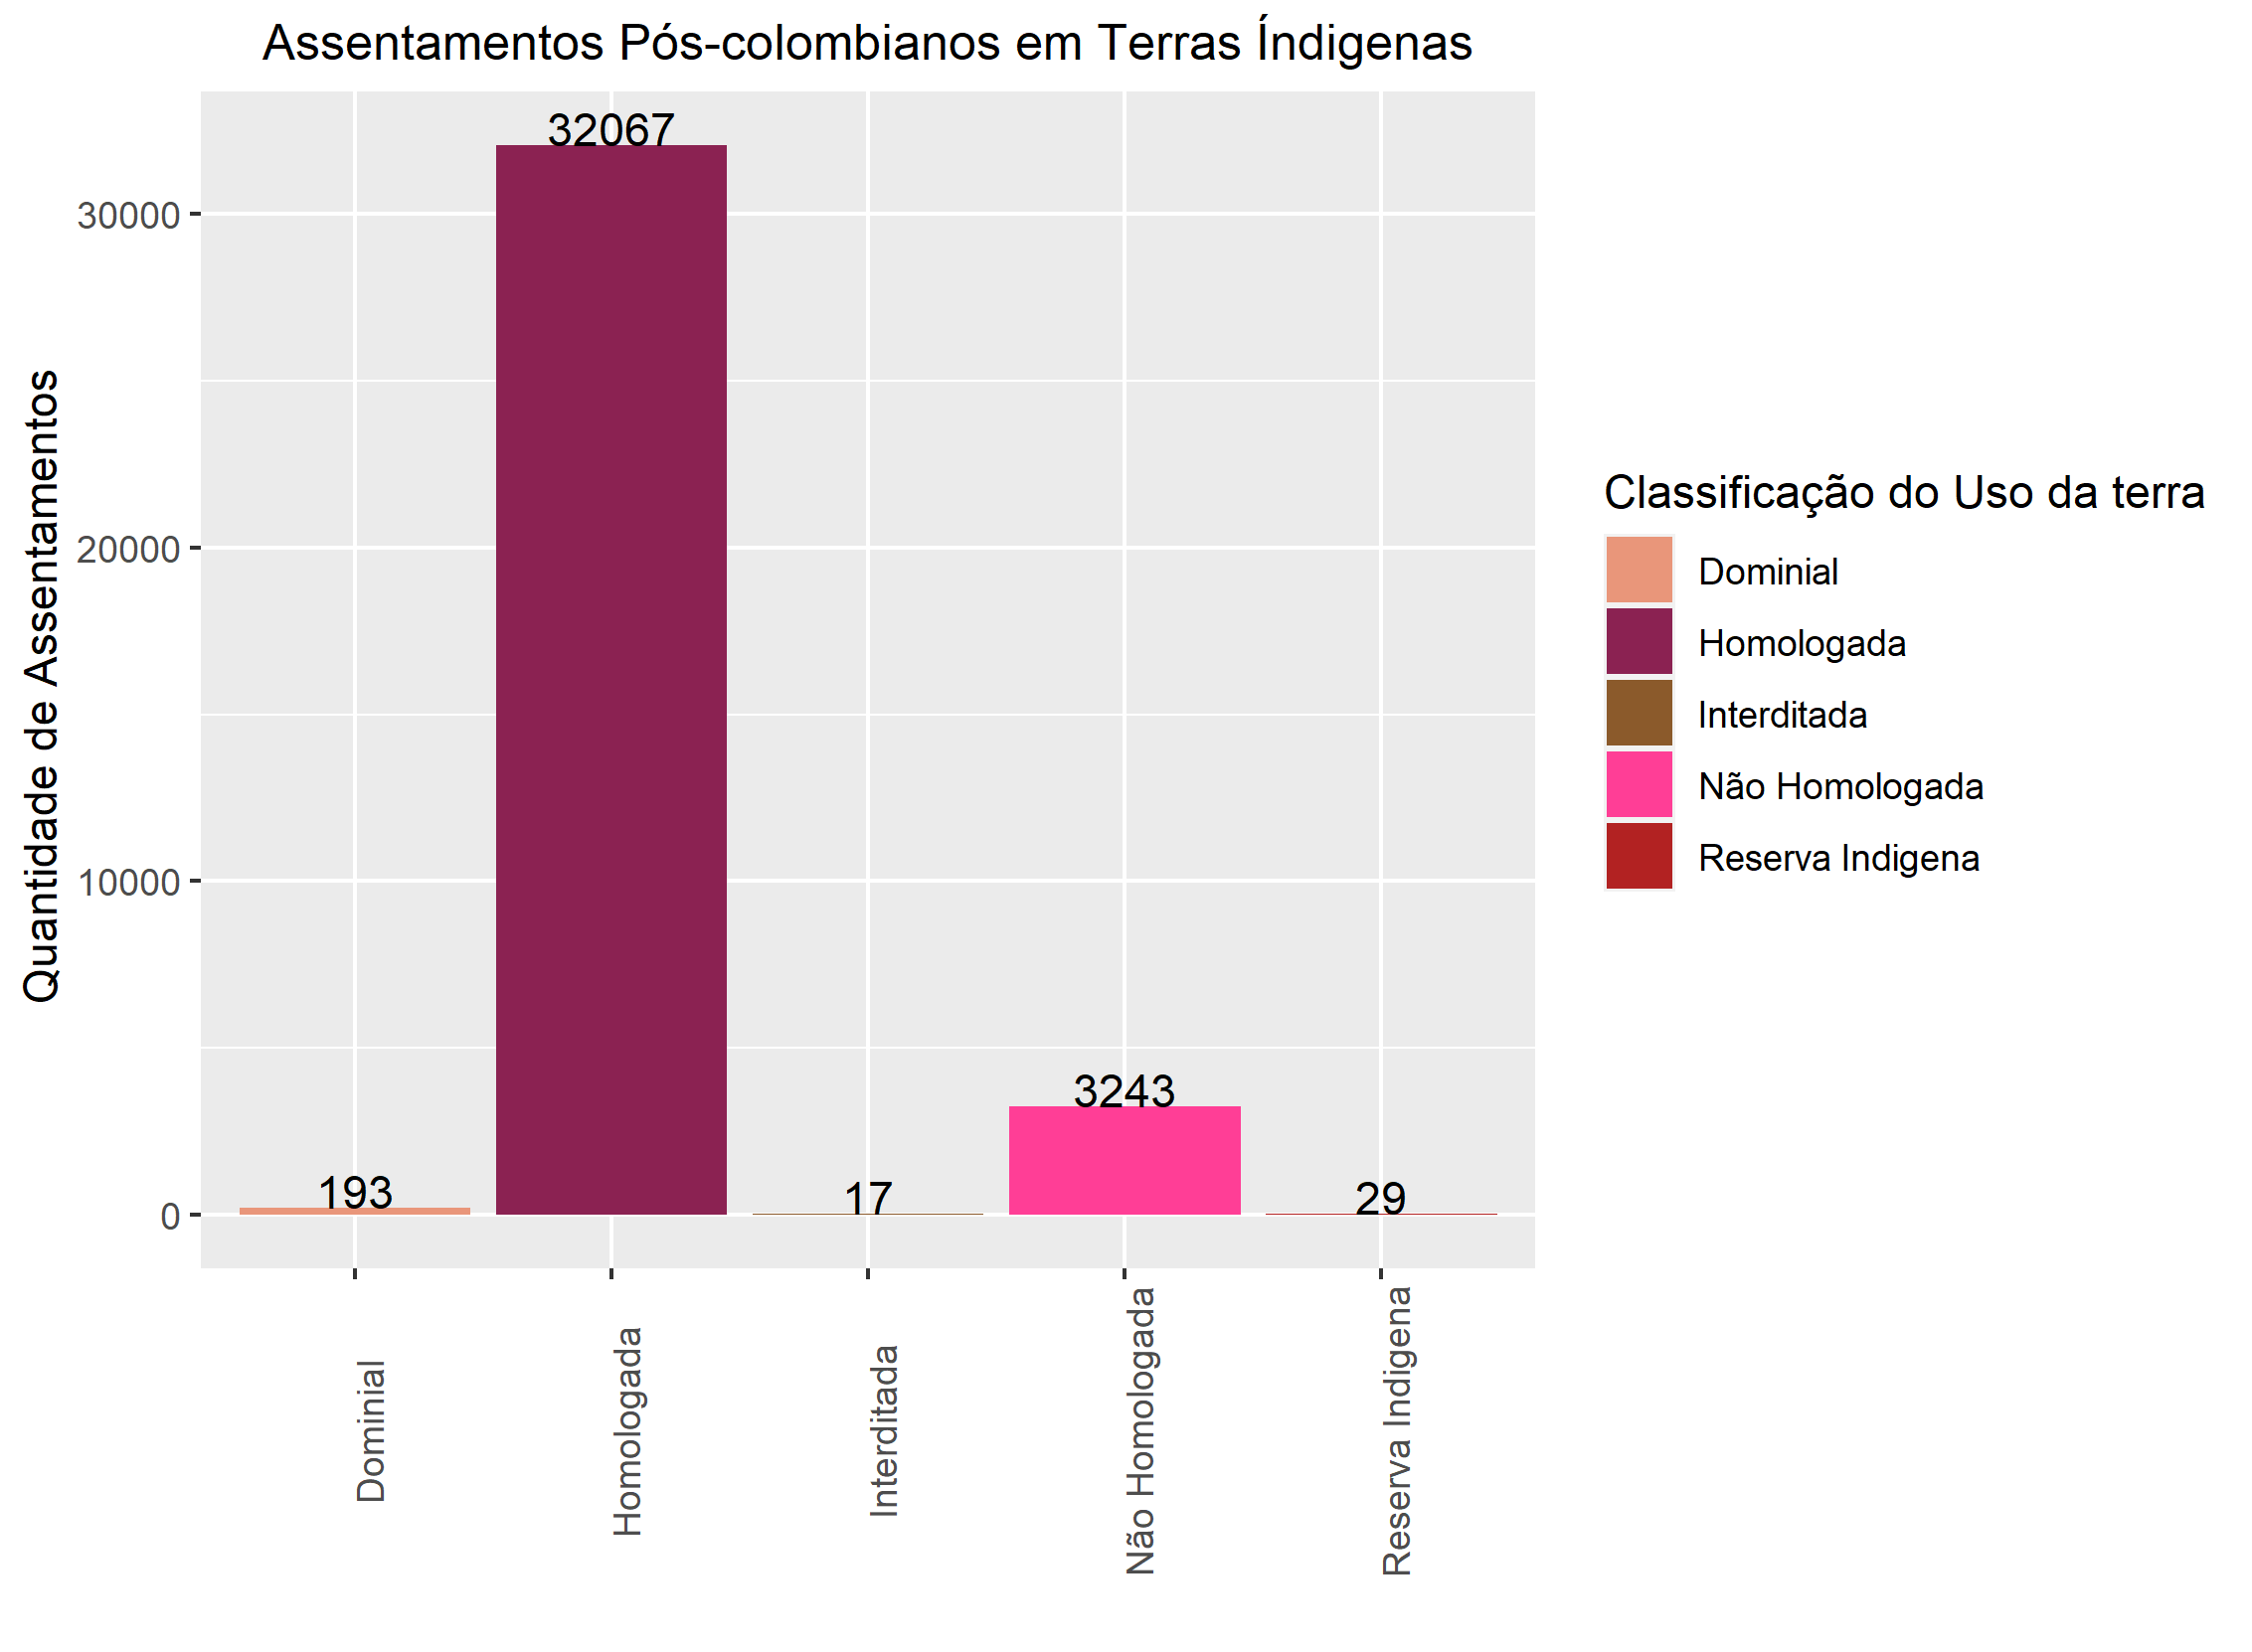 Assentamentos Pós-colombianos em Terras Índigenas
Quantidade de Assentamentos
30000
20000
10000
0
193
32067
17
3243
29
Dominial
Homologada
Interditada
Não Homologada
Reserva Indigena
Classificação do Uso da terra
Dominial
Homologada
Interditada
Não Homologada
Reserva Indigena